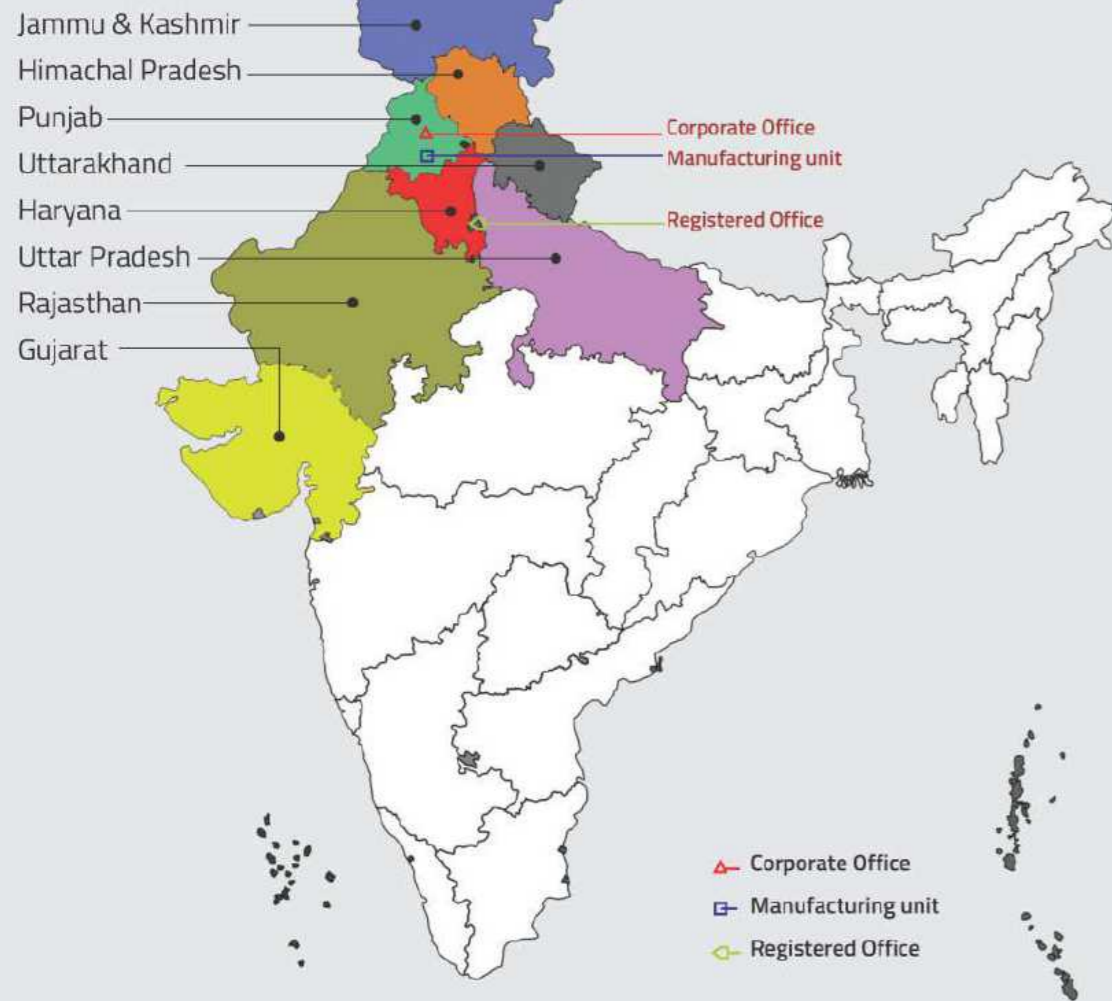 Jammu & Kashmir
Himachal Pradesh
Punjab
Corporate Office
Manufacturing unit
Uttarakhand
Haryana
Registered Office
Uttar Pradesh
Rajasthan
Gujarat
Corporate Office
Manufacturing unit
Registered Office